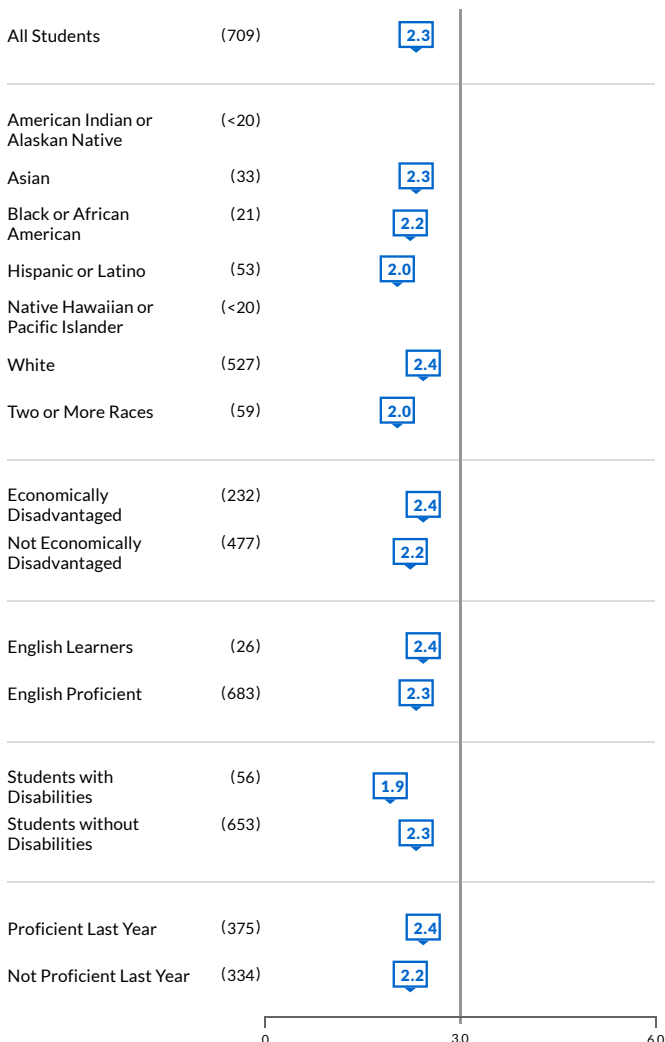 All Students (709) 2.3
American Indian or (<20)
Alaskan Native
Asian (33) 2.3
Black or African (21) 2.2
American
Hispanic or Latino (53) 2.0
Native Hawaiian or (<20)
Pacific Islander
White (527) 2.4
Two or More Races (59) 2.0
Economically (232) 2.4
Disadvantaged
Not Economically (477) 2.2
Disadvantaged
English Learners (26) 2.4
English Proficient (683) 2.3
Students with (56) 1.9
Disabilities
Students without (653) 2.3
Disabilities
Proficient Last Year (375) 2.4
Not Proficient Last Year (334) 2.2
0 3.0 6.0